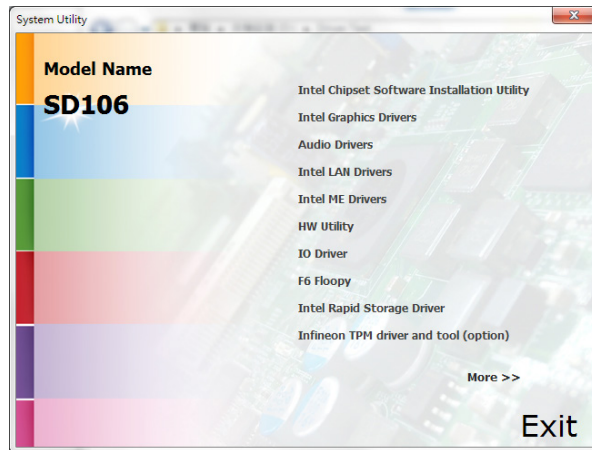 System Utility
Model Name
SD106
Intel Chipset Software Installation Utility
Intel Graphics Drivers
Audio Drivers
Intel LAN Drivers
Intel ME Drivers
HW Utility
IO Driver
F6 Floopy
Intel Rapid Storage Driver
Infineon TPM driver and tool (option)
More >>
Exit